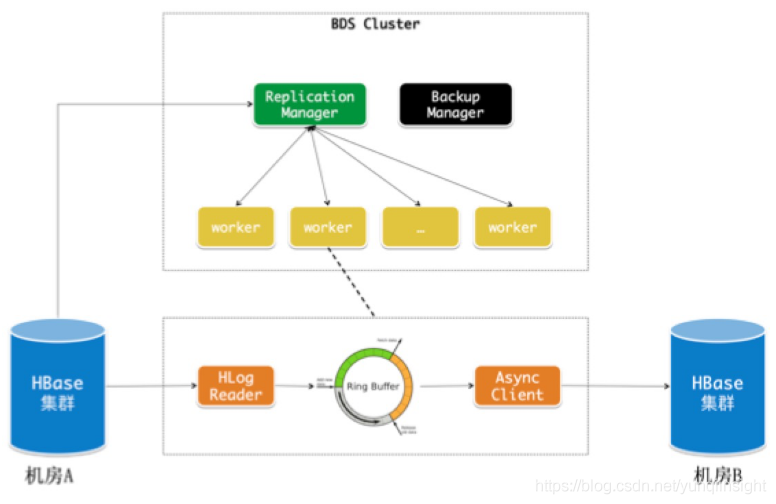 BDS Cluster
Replication
Manager
Backup
Manager
worker
worker
…
worker
HBase
集群
HLog
Reader
Ring Buffer
Async
Client
HBase
集群
机房A
机房B
https://blog.csdn.net/yunqiinsight